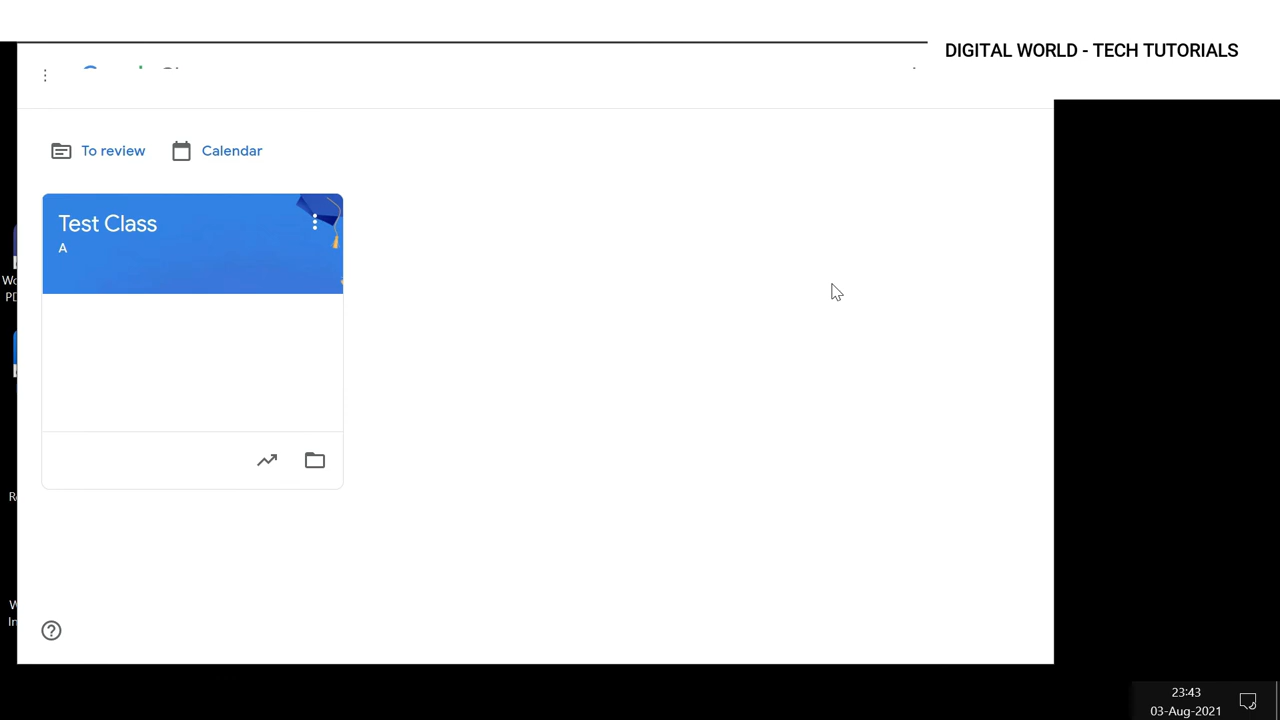 DIGITAL WORLD - TECH TUTORIALS
To review
Calendar
Test Class
A
23:43
03-Aug-2021